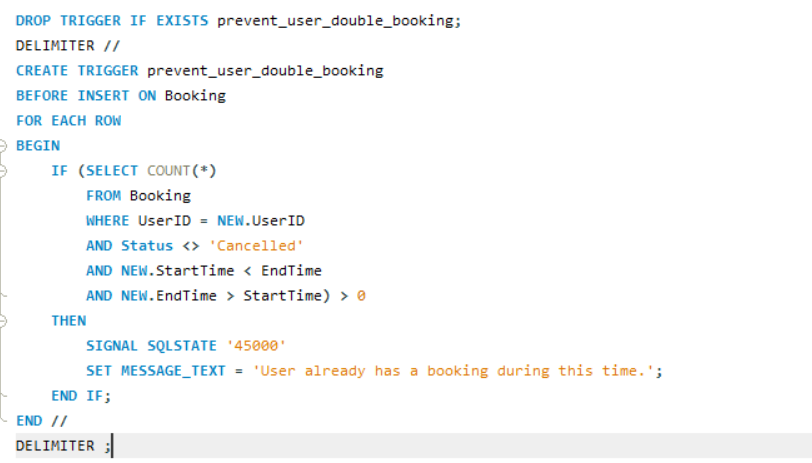 DROP TRIGGER IF EXISTS prevent_user_double_booking;
DELIMITER //
CREATE TRIGGER prevent_user_double_booking
BEFORE INSERT ON Booking
FOR EACH ROW
BEGIN
    IF (SELECT COUNT(*)
        FROM Booking
        WHERE UserID = NEW.UserID
        AND Status <> 'Cancelled'
        AND NEW.StartTime < EndTime
        AND NEW.EndTime > StartTime) > 0
    THEN
        SIGNAL SQLSTATE '45000'
        SET MESSAGE_TEXT = 'User already has a booking during this time.';
    END IF;
END //
DELIMITER ;